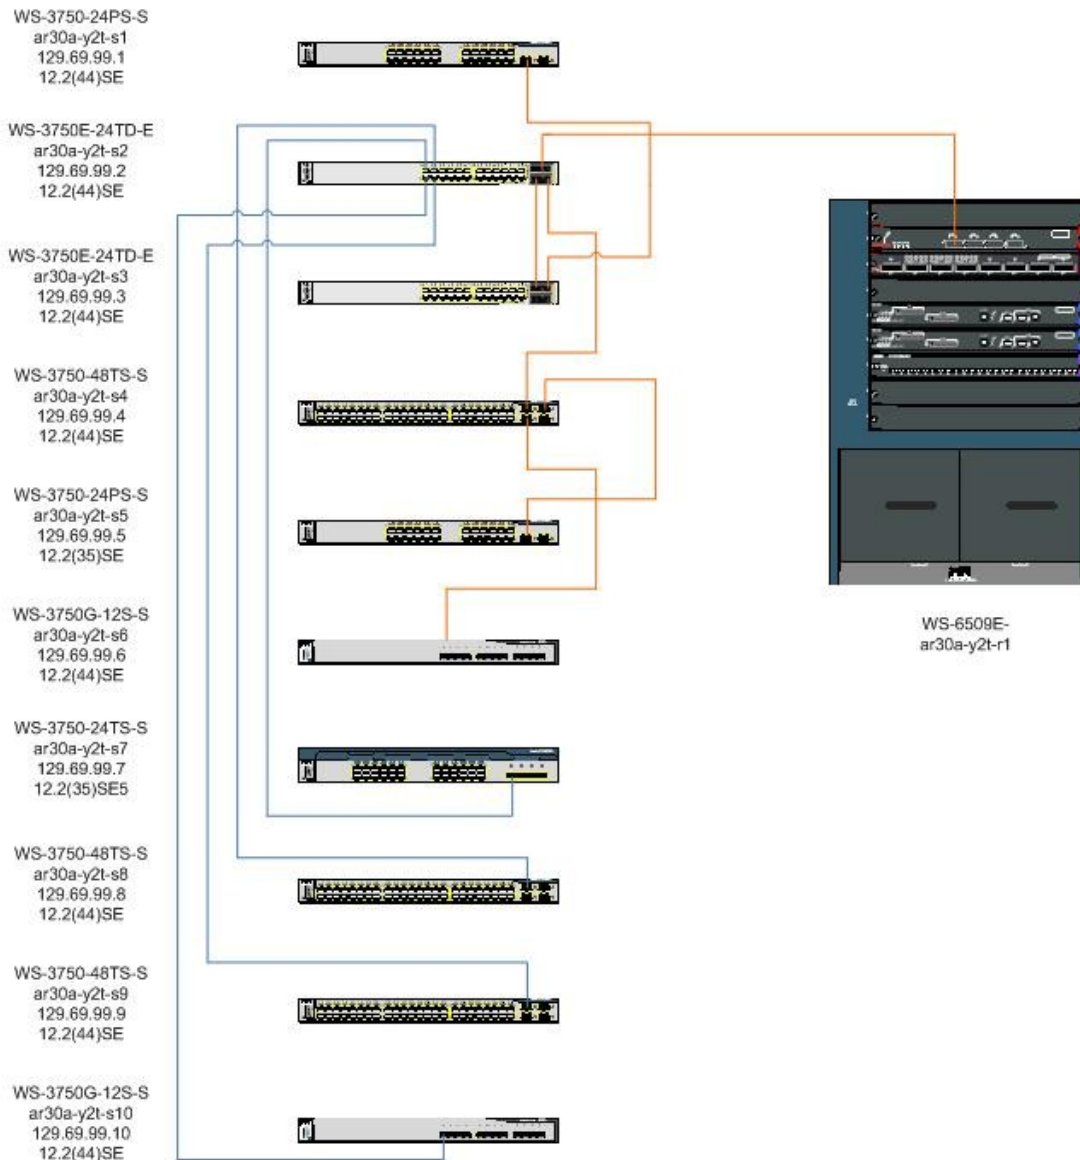 WS-3750-24PS-S
ar30a-y2t-s1
129.69.99.1
12.2(44)SE
WS-3750E-24TD-E
ar30a-y2t-s2
129.69.99.2
12.2(44)SE
WS-3750E-24TD-E
ar30a-y2t-s3
129.69.99.3
12.2(44)SE
WS-3750-48TS-S
ar30a-y2t-s4
129.69.99.4
12.2(44)SE
WS-3750-24PS-S
ar30a-y2t-s5
129.69.99.5
12.2(35)SE
WS-3750G-12S-S
ar30a-y2t-s6
129.69.99.6
12.2(44)SE
WS-3750-24TS-S
ar30a-y2t-s7
129.69.99.7
12.2(35)SE5
WS-3750-48TS-S
ar30a-y2t-s8
129.69.99.8
12.2(44)SE
WS-3750-48TS-S
ar30a-y2t-s9
129.69.99.9
12.2(44)SE
WS-3750G-12S-S
ar30a-y2t-s10
129.69.99.10
12.2(44)SE
WS-6509E-
ar30a-y2t-r1